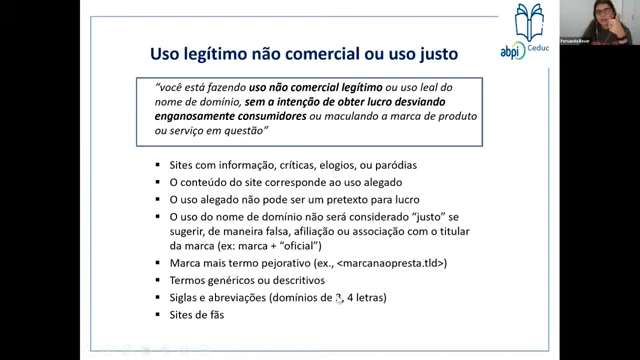 abpi
Ceduc
Uso legítimo não comercial ou uso justo
“você está fazendo uso não comercial legítimo ou uso leal do
nome de domínio, sem a intenção de obter lucro desviando
enganosamente consumidores ou maculando a marca de produto
ou serviço em questão”
▪ Sites com informação, críticas, elogios, ou paródias
▪ O conteúdo do site corresponde ao uso alegado
▪ O uso alegado não pode ser um pretexto para lucro
▪ O uso do nome de domínio não será considerado “justo” se
sugerir, de maneira falsa, afiliação ou associação com o titular
da marca (ex: marca + “oficial”)
▪ Marca mais termo pejorativo (ex., <marcanaopresta.tld>)
▪ Termos genéricos ou descritivos
▪ Siglas e abreviações (domínios de 3, 4 letras)
▪ Sites de fãs